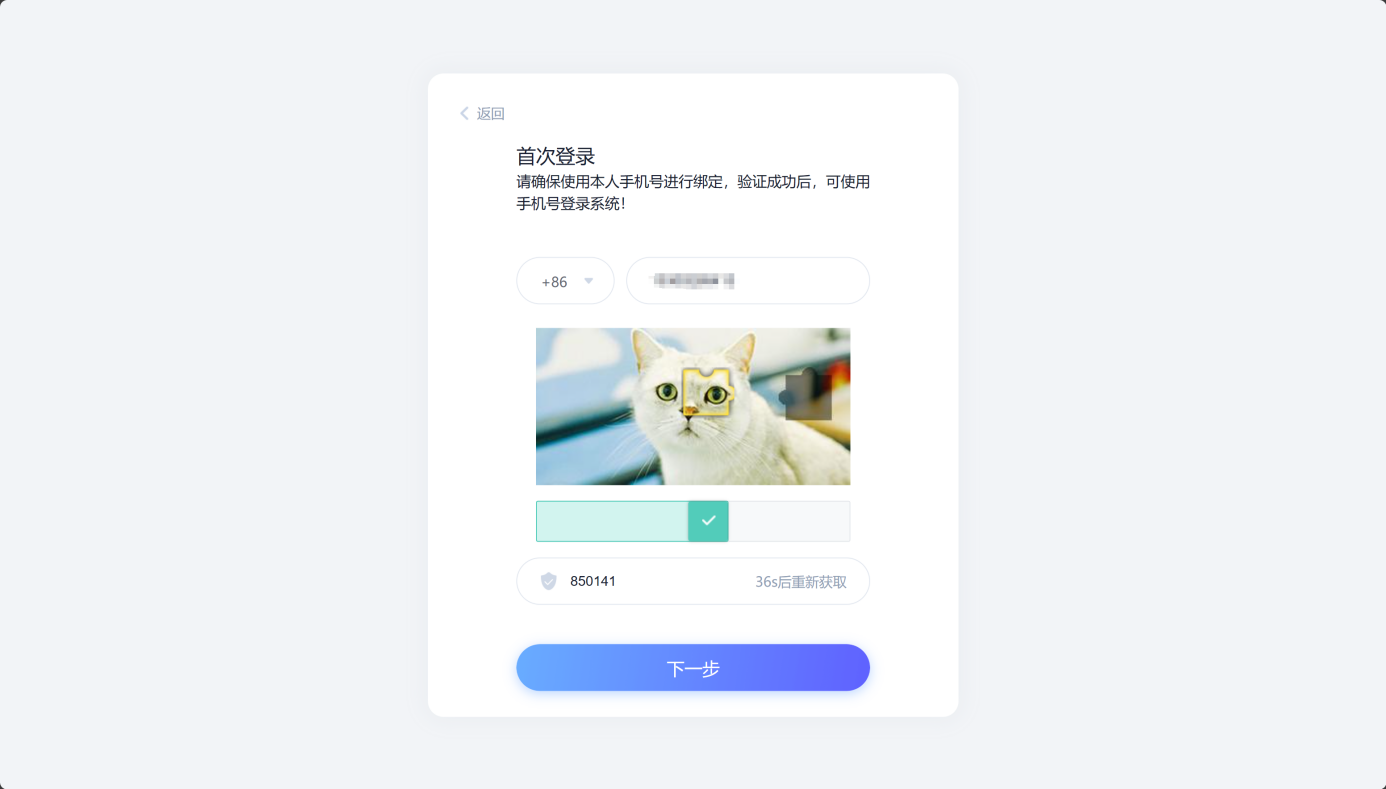 返回
首次登录
请确保使用本人手机号进行绑定，验证成功后，可使用
手机号登录系统！
+86
850141
36s后重新获取
下一步